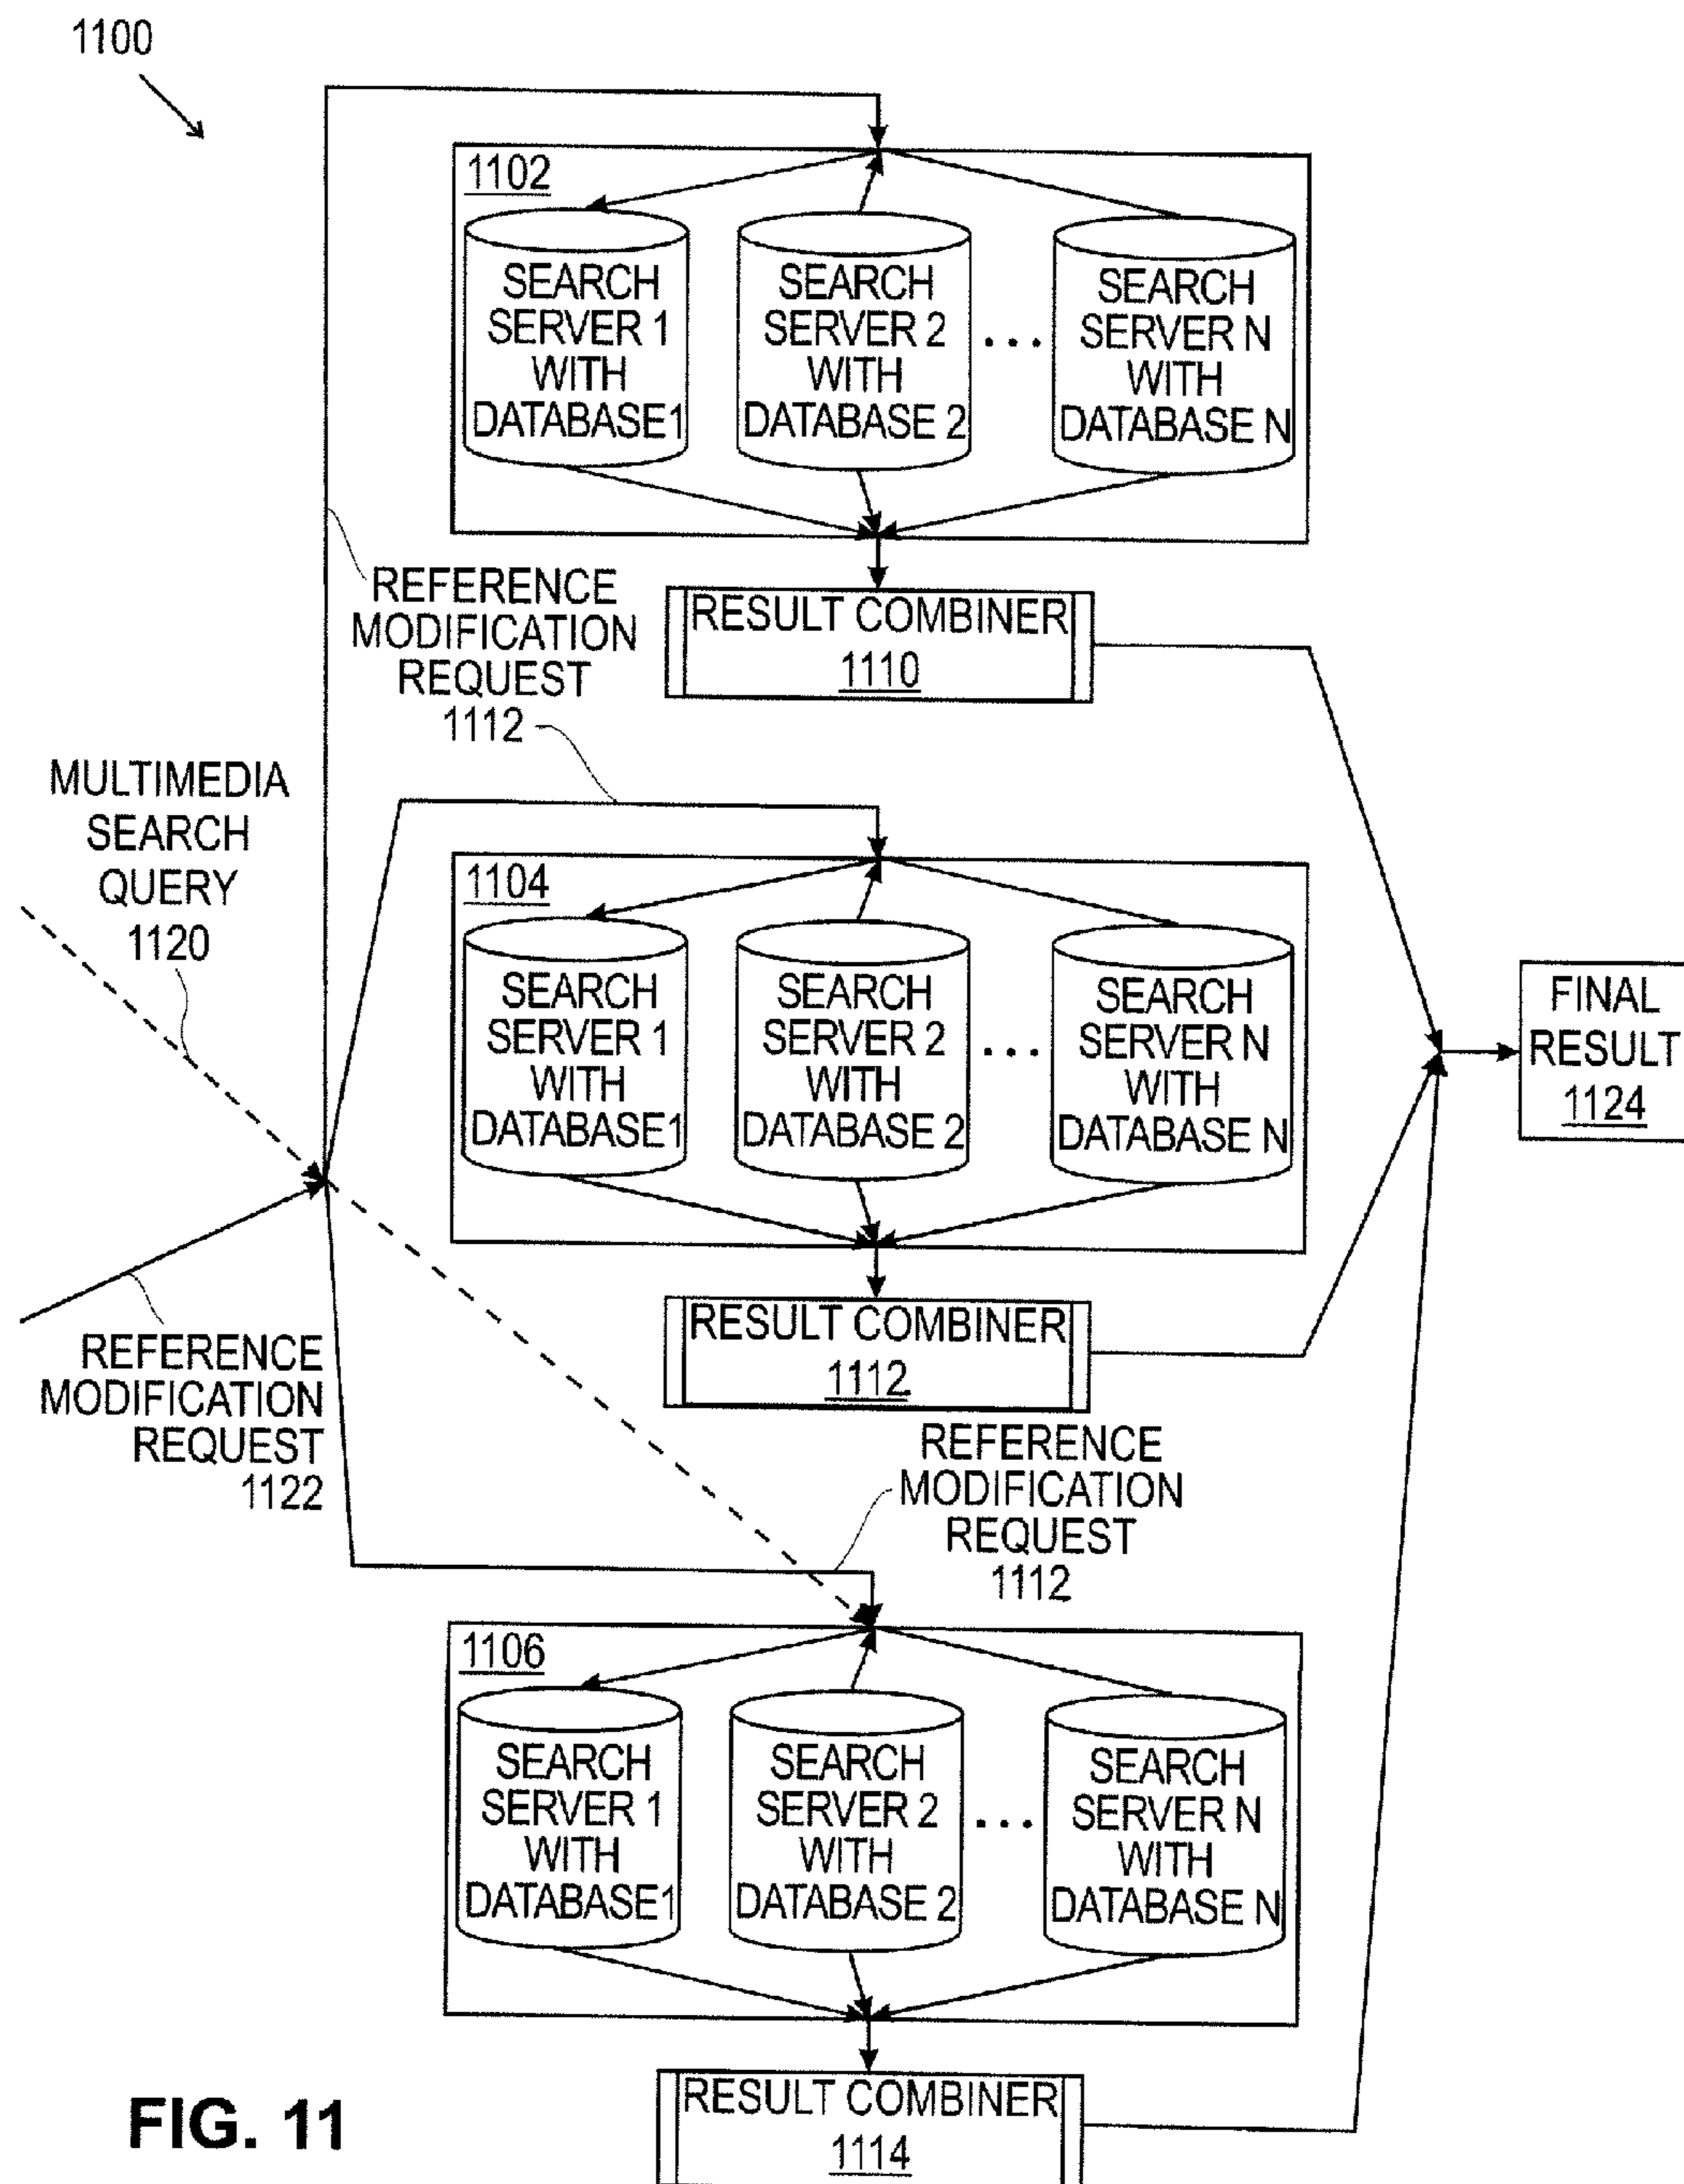 1100
1102
SEARCH
SERVER 1
WITH
DATABASE1
SEARCH
SERVER 2
WITH
DATABASE 2
...
SEARCH
SERVER N
WITH
DATABASE N
REFERENCE
MODIFICATION
REQUEST
1112
RESULT COMBINER
1110
MULTIMEDIA
SEARCH
QUERY
1120
1104
SEARCH
SERVER 1
WITH
DATABASE1
SEARCH
SERVER 2
WITH
DATABASE 2
...
SEARCH
SERVER N
WITH
DATABASE N
FINAL
RESULT
1124
RESULT COMBINER
1112
REFERENCE
MODIFICATION
REQUEST
1122
REFERENCE
MODIFICATION
REQUEST
1112
1106
SEARCH
SERVER 1
WITH
DATABASE1
SEARCH
SERVER 2
WITH
DATABASE 2
...
SEARCH
SERVER N
WITH
DATABASE N
RESULT COMBINER
1114
FIG. 11